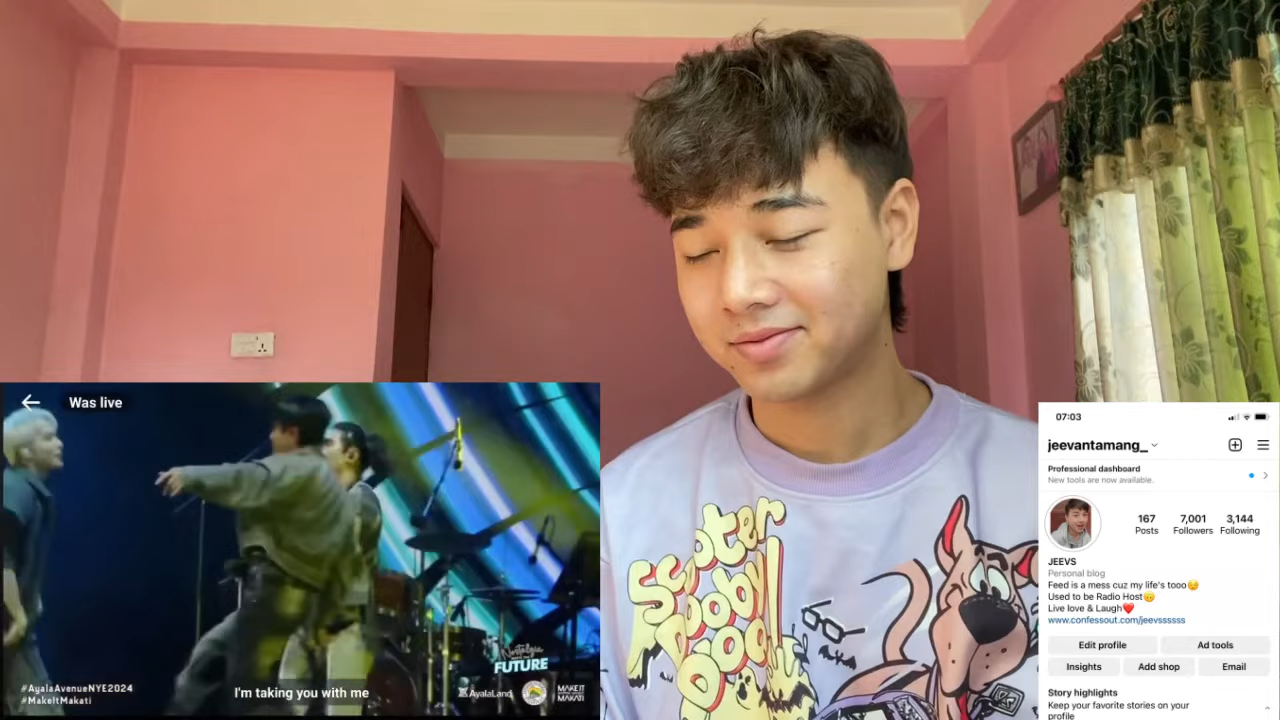 Was live
Nostalgia
FUTURE
#AyalaAvenueNYE2024
#MakeItMakati
I'm taking you with me
AyalaLand
MAKE IT
MAKATI
Scooter
Dooby
Doo!
07:03
jeevantamang_
Professional dashboard
New tools are now available.
167
7,001
3,144
Posts
Followers
Following
JEEVS
Personal blog
Feed is a mess cuz my life's tooo😔
Used to be Radio Host🙂
Live love & Laugh❤️
www.confessout.com/jeevssssss
Edit profile
Ad tools
Insights
Add shop
Email
Story highlights
Keep your favorite stories on your
profile